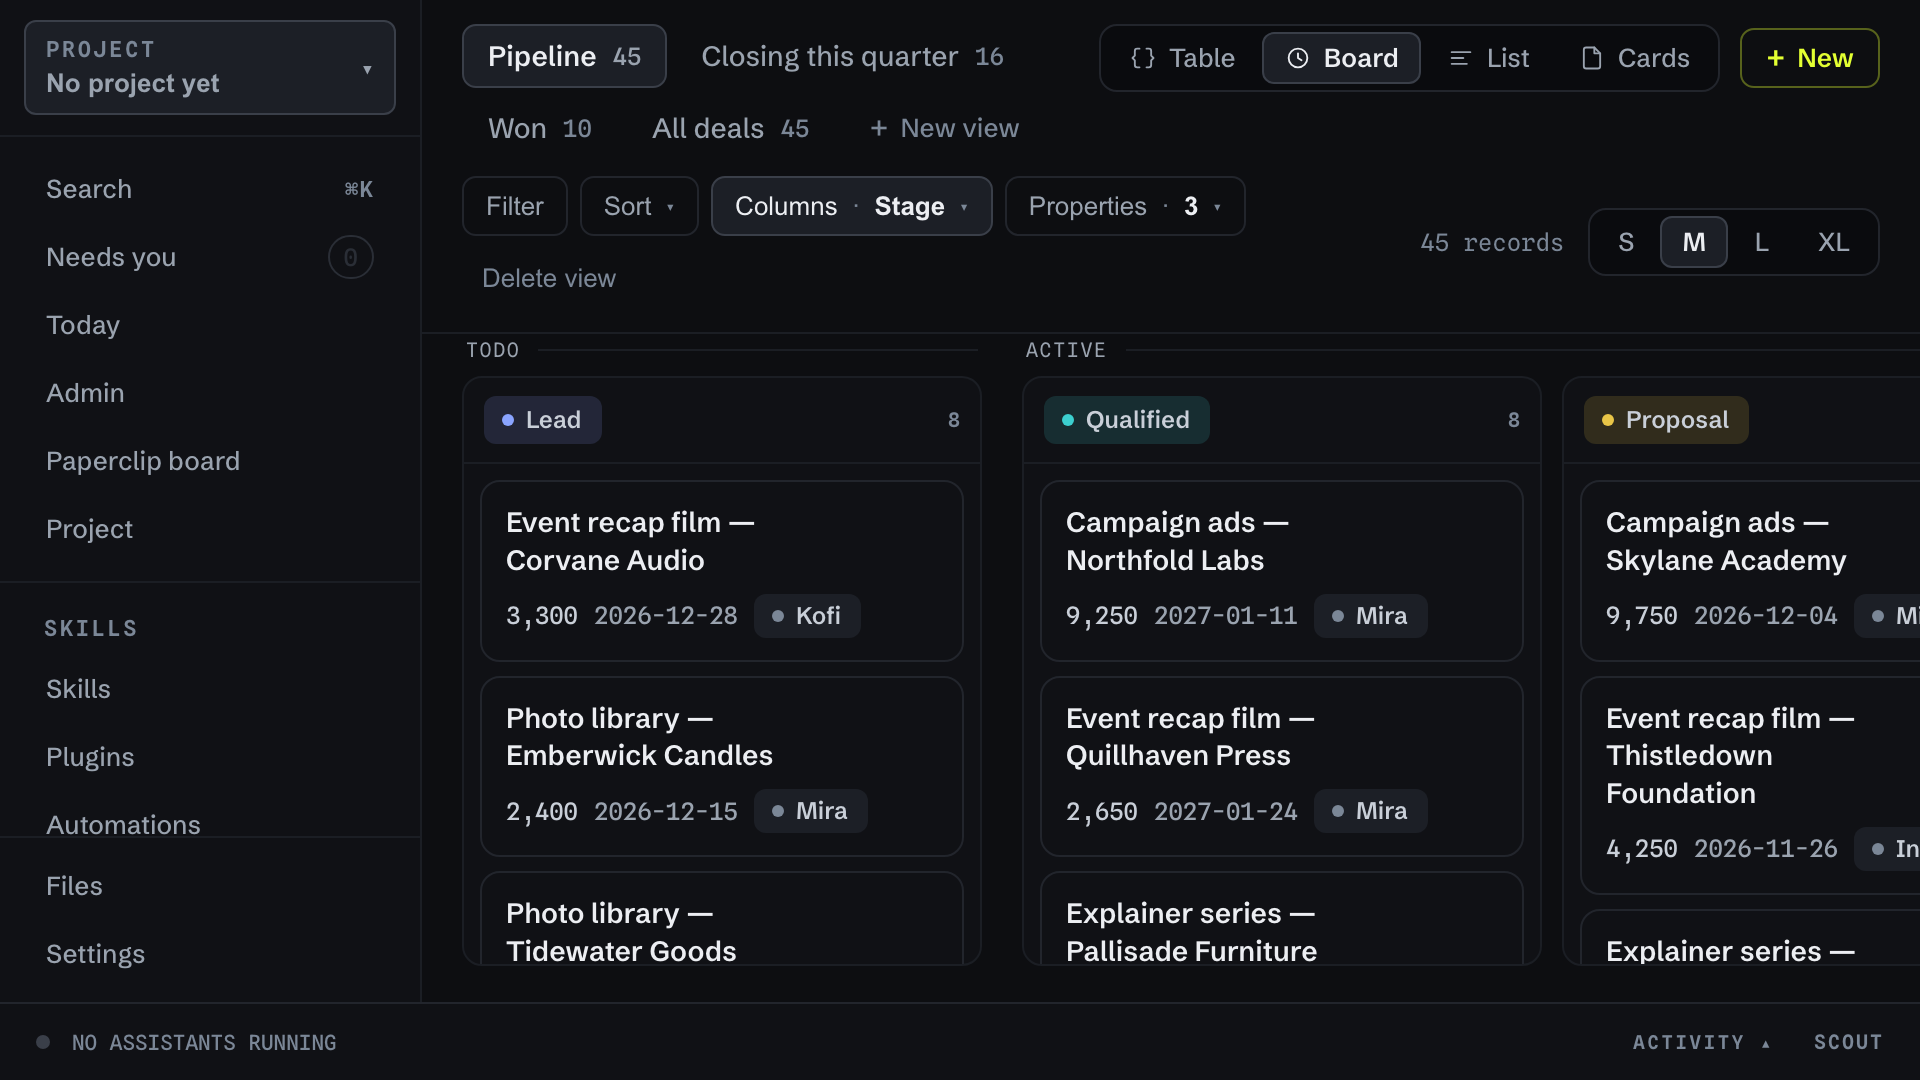 PROJECT
No project yet
Search ⌘K
Needs you 0
Today
Admin
Paperclip board
Project
SKILLS
Skills
Plugins
Automations
Files
Settings
Pipeline 45
Closing this quarter 16
Table
Board
List
Cards
+ New
Won 10
All deals 45
+ New view
Filter
Sort
Columns · Stage
Properties · 3
Delete view
45 records
S M L XL
TODO
Lead 8
Event recap film —
Corvane Audio
3,300 2026-12-28 Kofi
Photo library —
Emberwick Candles
2,400 2026-12-15 Mira
Photo library —
Tidewater Goods
ACTIVE
Qualified 8
Campaign ads —
Northfold Labs
9,250 2027-01-11 Mira
Event recap film —
Quillhaven Press
2,650 2027-01-24 Mira
Explainer series —
Pallisade Furniture
Proposal
Campaign ads —
Skylane Academy
9,750 2026-12-04
Event recap film —
Thistledown
Foundation
4,250 2026-11-26
Explainer series —
NO ASSISTANTS RUNNING
ACTIVITY
SCOUT